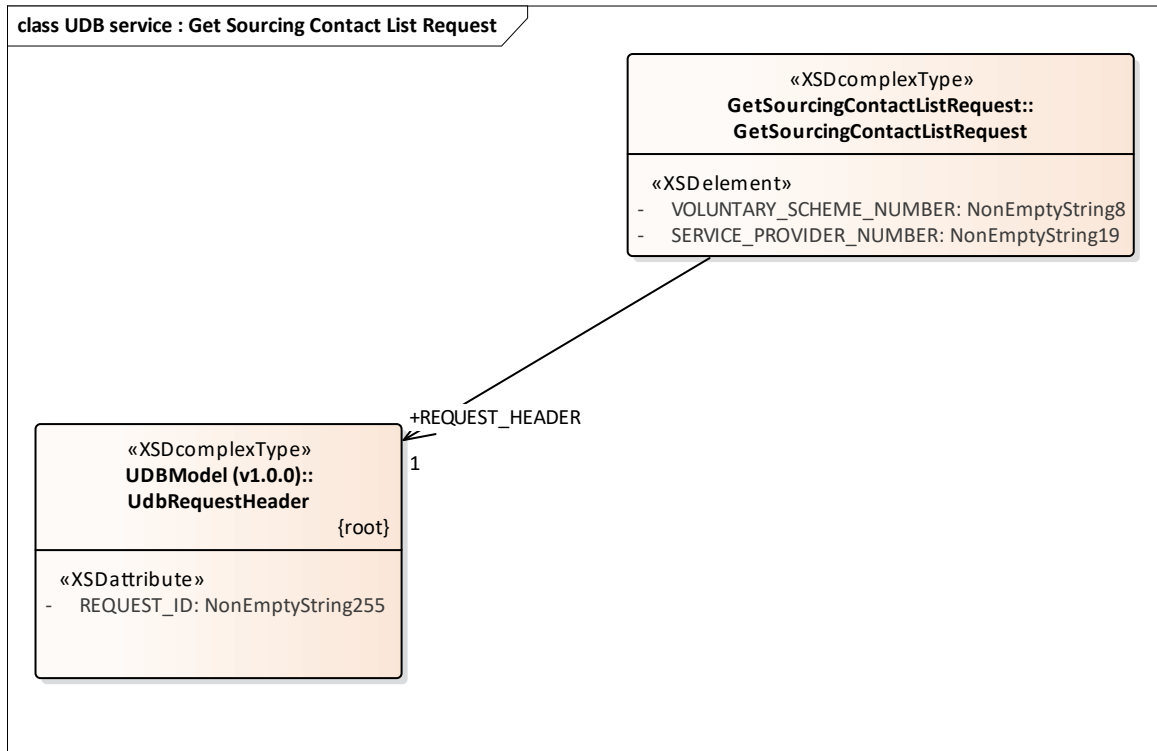 class UDB service : Get Sourcing Contact List Request
«XSDcomplexType»
GetSourcingContactListRequest::
GetSourcingContactListRequest
«XSDelement»
- VOLUNTARY_SCHEME_NUMBER: NonEmptyString8
- SERVICE_PROVIDER_NUMBER: NonEmptyString19
+REQUEST_HEADER
1
«XSDcomplexType»
UDBModel (v1.0.0)::
UdbRequestHeader
{root}
«XSDattribute»
- REQUEST_ID: NonEmptyString255